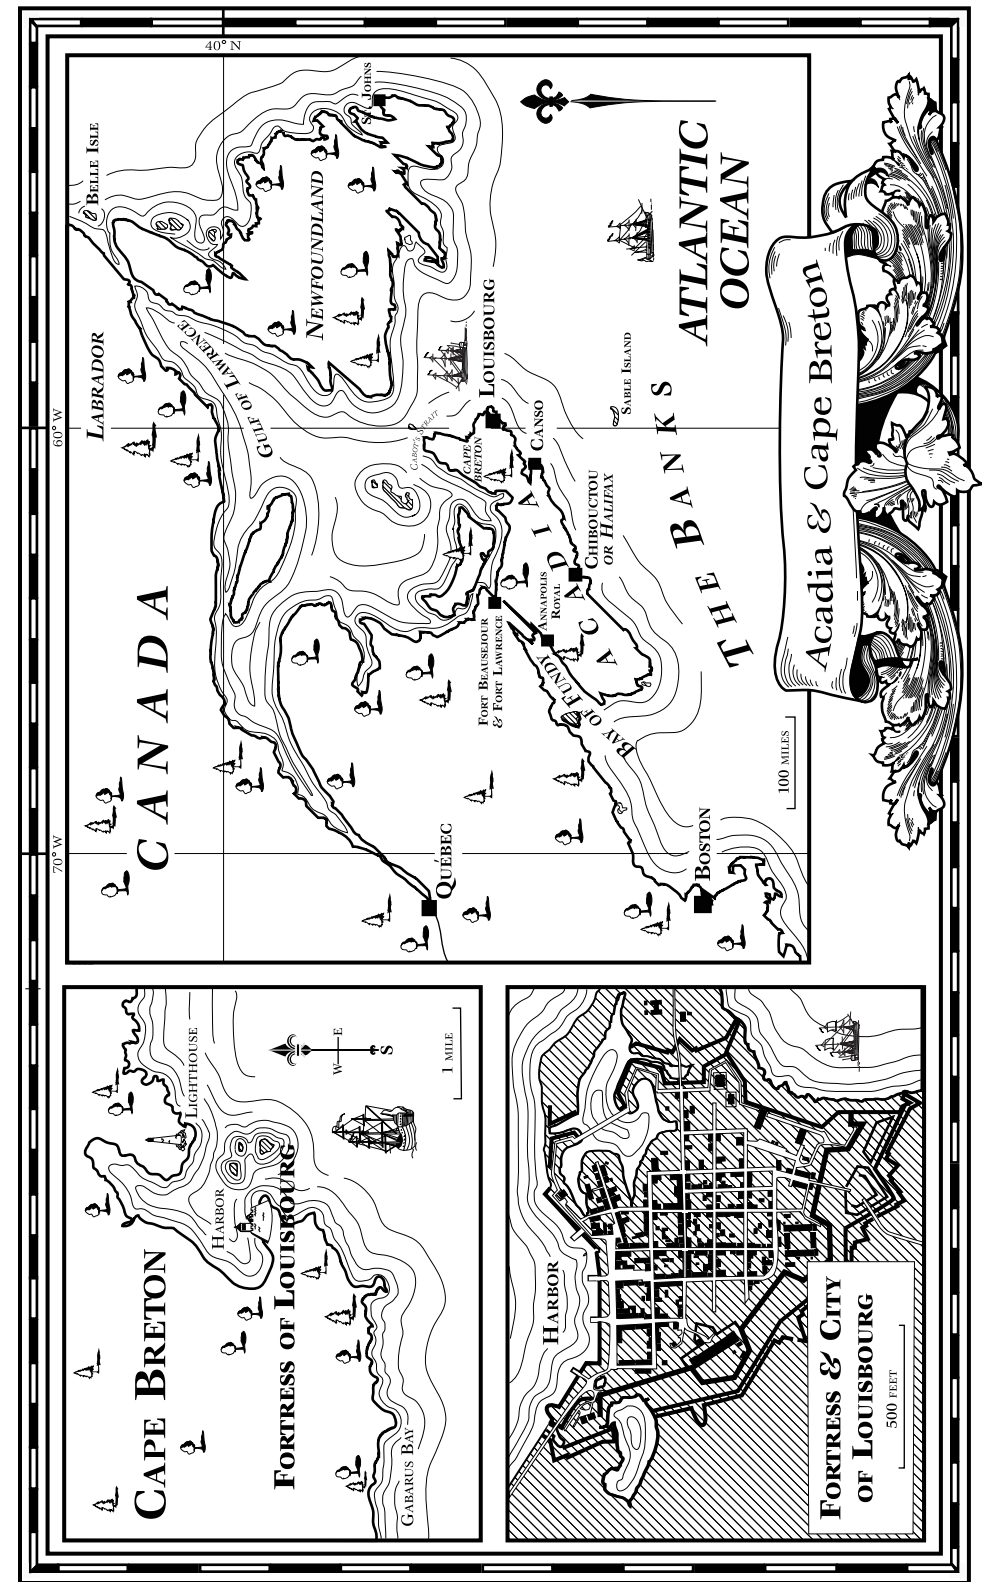 40° N
60° W
70° W
Belle Isle
St Johns
Labrador
Gulf of Lawrence
Newfoundland
CANADA
Cabot's Strait
Cape
Breton
Louisbourg
Canso
ACADIA
Chibouctou
or Halifax
Annapolis
Royal
Fort Beausejour
& Fort Lawrence
Bay of Fundy
Québec
Boston
Sable Island
The Banks
ATLANTIC
OCEAN
100 miles
Acadia & Cape Breton
Cape Breton
Lighthouse
Harbor
Fortress of Louisbourg
Gabarus Bay
W
E
S
1 mile
Harbor
Fortress & City
of Louisbourg
500 feet